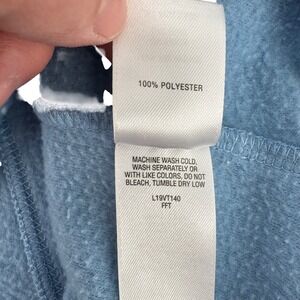 100% POLYESTER
MACHINE WASH COLD,
WASH SEPARATELY OR
WITH LIKE COLORS, DO NOT
BLEACH, TUMBLE DRY LOW
L19VT140
FFT